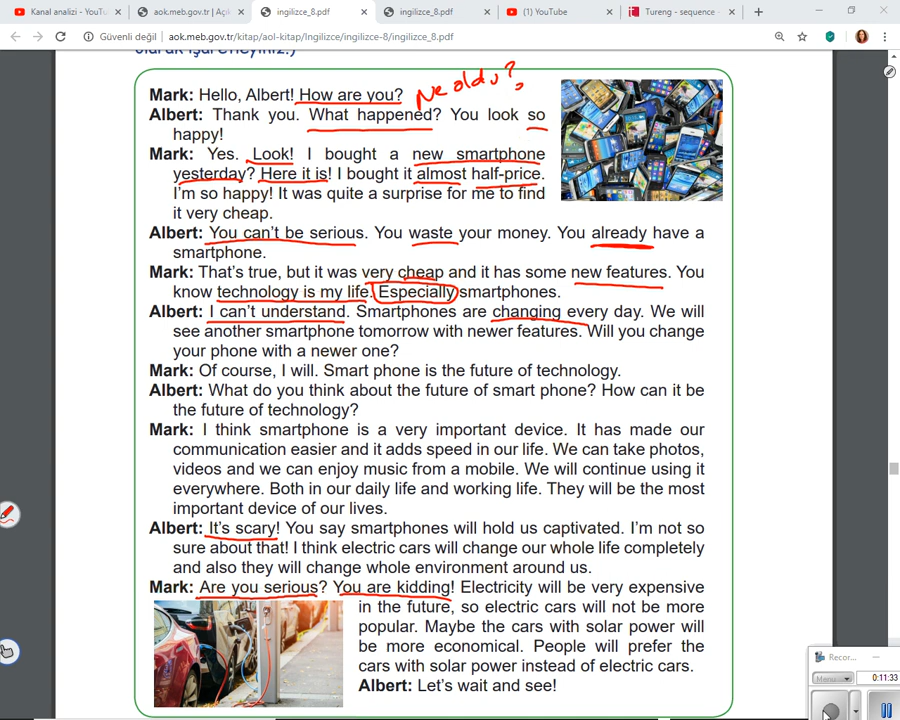 Kanal analizi - YouTu
aok.meb.gov.tr | Açık
ingilizce_8.pdf
ingilizce_8.pdf
(1) YouTube
Tureng - sequence -
Güvenli değil | aok.meb.gov.tr/kitap/aol-kitap/Ingilizce/ingilizce-8/ingilizce_8.pdf
olarak işaretleyiniz.)
Mark: Hello, Albert! How are you?
Ne oldu?
Albert: Thank you. What happened? You look so
happy!
Mark: Yes. Look! I bought a new smartphone
yesterday? Here it is! I bought it almost half-price.
I'm so happy! It was quite a surprise for me to find
it very cheap.
Albert: You can't be serious. You waste your money. You already have a
smartphone.
Mark: That's true, but it was very cheap and it has some new features. You
know technology is my life. Especially smartphones.
Albert: I can't understand. Smartphones are changing every day. We will
see another smartphone tomorrow with newer features. Will you change
your phone with a newer one?
Mark: Of course, I will. Smart phone is the future of technology.
Albert: What do you think about the future of smart phone? How can it be
the future of technology?
Mark: I think smartphone is a very important device. It has made our
communication easier and it adds speed in our life. We can take photos,
videos and we can enjoy music from a mobile. We will continue using it
everywhere. Both in our daily life and working life. They will be the most
important device of our lives.
Albert: It's scary! You say smartphones will hold us captivated. I'm not so
sure about that! I think electric cars will change our whole life completely
and also they will change whole environment around us.
Mark: Are you serious? You are kidding! Electricity will be very expensive
in the future, so electric cars will not be more
popular. Maybe the cars with solar power will
be more economical. People will prefer the
cars with solar power instead of electric cars.
Albert: Let's wait and see!
Recor...
Menu
0:11:33